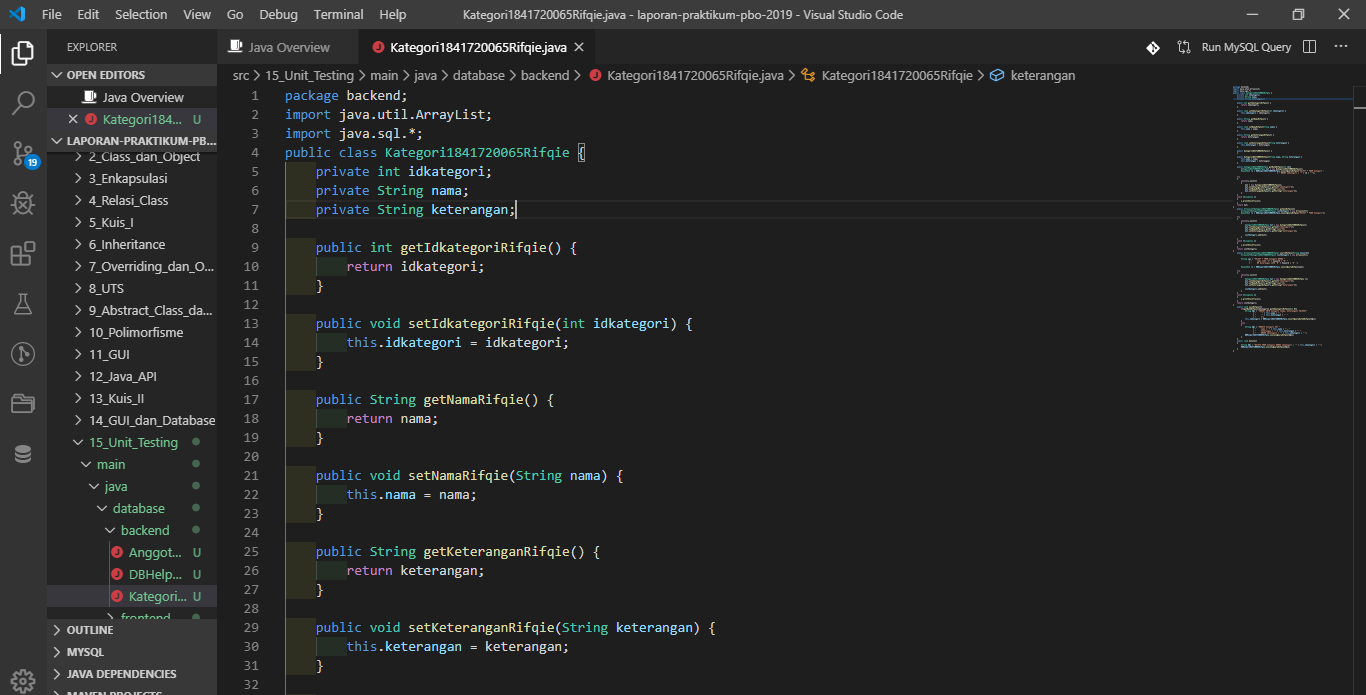 File Edit Selection View Go Debug Terminal Help Kategori1841720065Rifqie.java - laporan-praktikum-pbo-2019 - Visual Studio Code
EXPLORER
OPEN EDITORS
Java Overview
Kategori184... U
LAPORAN-PRAKTIKUM-PB...
2_Class_dan_Object
3_Enkapsulasi
4_Relasi_Class
5_Kuis_I
6_Inheritance
7_Overriding_dan_O...
8_UTS
9_Abstract_Class_da...
10_Polimorfisme
11_GUI
12_Java_API
13_Kuis_II
14_GUI_dan_Database
15_Unit_Testing
main
java
database
backend
Anggot... U
DBHelp... U
Kategori... U
frontend
OUTLINE
MYSQL
JAVA DEPENDENCIES
MAVEN PROJECTS
19
Java Overview Kategori1841720065Rifqie.java Run MySQL Query
src > 15_Unit_Testing > main > java > database > backend > Kategori1841720065Rifqie.java > Kategori1841720065Rifqie > keterangan
1 package backend;
2 import java.util.ArrayList;
3 import java.sql.*;
4 public class Kategori1841720065Rifqie {
5 private int idkategori;
6 private String nama;
7 private String keterangan;
8
9 public int getIdkategoriRifqie() {
10 return idkategori;
11 }
12
13 public void setIdkategoriRifqie(int idkategori) {
14 this.idkategori = idkategori;
15 }
16
17 public String getNamaRifqie() {
18 return nama;
19 }
20
21 public void setNamaRifqie(String nama) {
22 this.nama = nama;
23 }
24
25 public String getKeteranganRifqie() {
26 return keterangan;
27 }
28
29 public void setKeteranganRifqie(String keterangan) {
30 this.keterangan = keterangan;
31 }
32